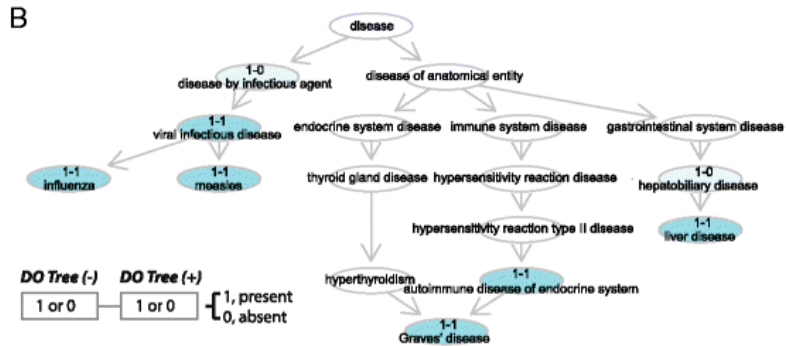 B
disease
1-0
disease by infectious agent
disease of anatomical entity
1-1
viral infectious disease
endocrine system disease
immune system disease
gastrointestinal system disease
1-1
influenza
1-1
measles
thyroid gland disease
hypersensitivity reaction disease
1-0
hepatobiliary disease
hypersensitivity reaction type II disease
1-1
liver disease
hyperthyroidism
1-1
autoimmune disease of endocrine system
1-1
Graves' disease
DO Tree (-)
DO Tree (+)
1 or 0
1 or 0
1, present
0, absent